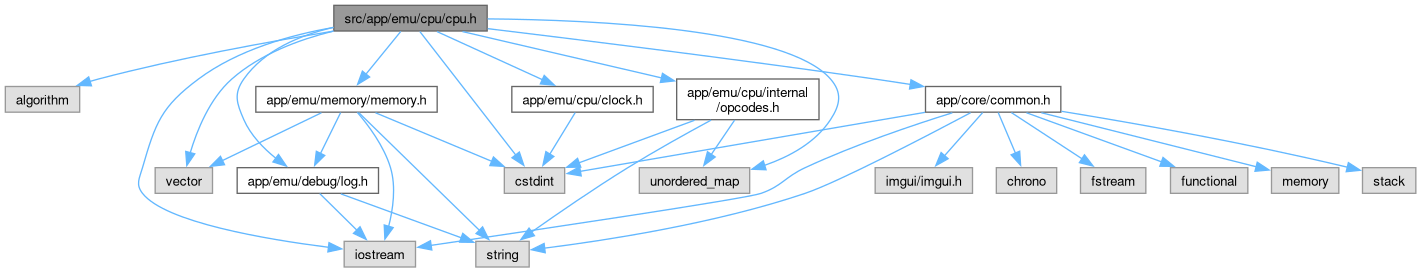 src/app/emu/cpu/cpu.h
algorithm
app/emu/memory/memory.h
app/emu/cpu/clock.h
app/emu/cpu/internal
/opcodes.h
app/core/common.h
vector
app/emu/debug/log.h
cstdint
unordered_map
imgui/imgui.h
chrono
fstream
functional
memory
stack
iostream
string